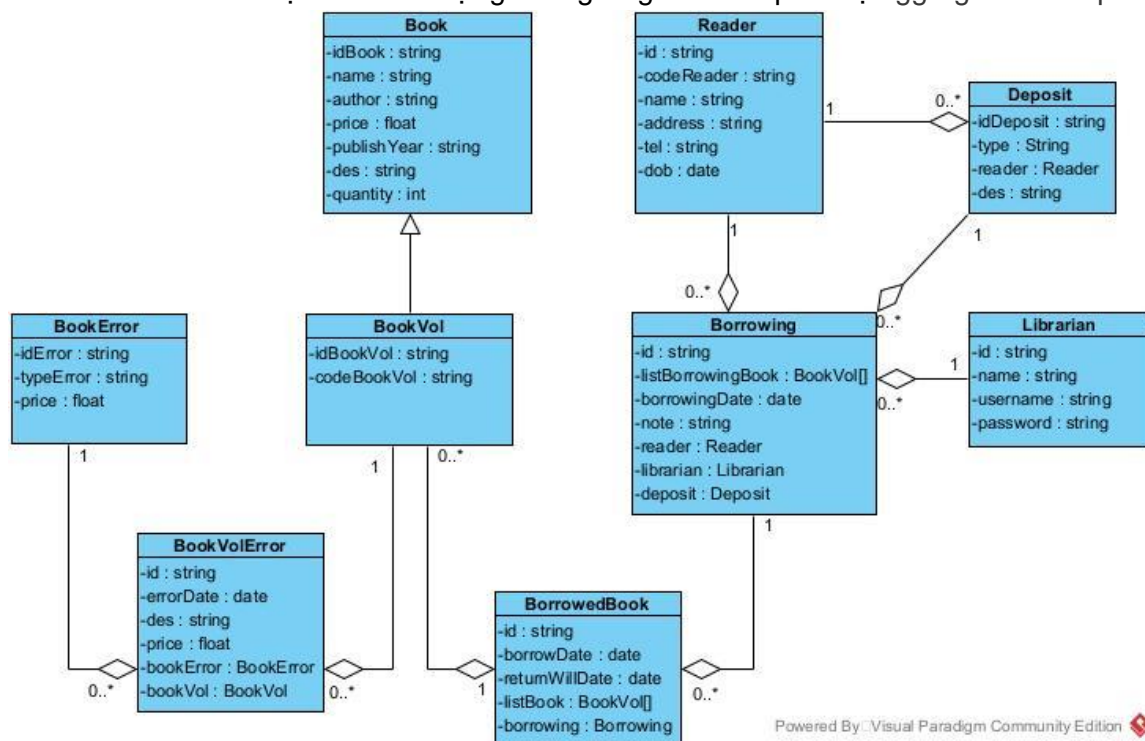 Book
-idBook : string
-name : string
-author : string
-price : float
-publishYear : string
-des : string
-quantity : int
Reader
-id : string
-codeReader : string
-name : string
-address : string
-tel : string
-dob : date
1
0..*
Deposit
-idDeposit : string
-type : String
-reader : Reader
-des : string
1
0..*
1
0..*
BookError
-idError : string
-typeError : string
-price : float
1
BookVol
-idBookVol : string
-codeBookVol : string
1
0..*
Borrowing
-id : string
-listBorrowingBook : BookVol[]
-borrowingDate : date
-note : string
-reader : Reader
-librarian : Librarian
-deposit : Deposit
1
0..*
1
Librarian
-id : string
-name : string
-username : string
-password : string
BookVolError
-id : string
-errorDate : date
-des : string
-price : float
-bookError : BookError
-bookVol : BookVol
0..*
0..*
BorrowedBook
-id : string
-borrowDate : date
-returnWillDate : date
-listBook : BookVol[]
-borrowing : Borrowing
1
0..*
Powered By Visual Paradigm Community Edition